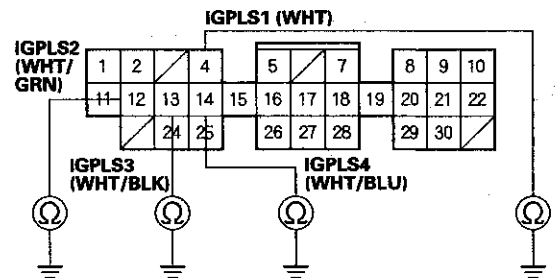 IGPLS1 (WHT)
IGPLS2
(WHT/
GRN)
1 2 4 5 7 8 9 10
11 12 13 14 15 16 17 18 19 20 21 22
24 25 26 27 28 29 30
IGPLS3
(WHT/BLK)
IGPLS4
(WHT/BLU)
Ω Ω Ω Ω